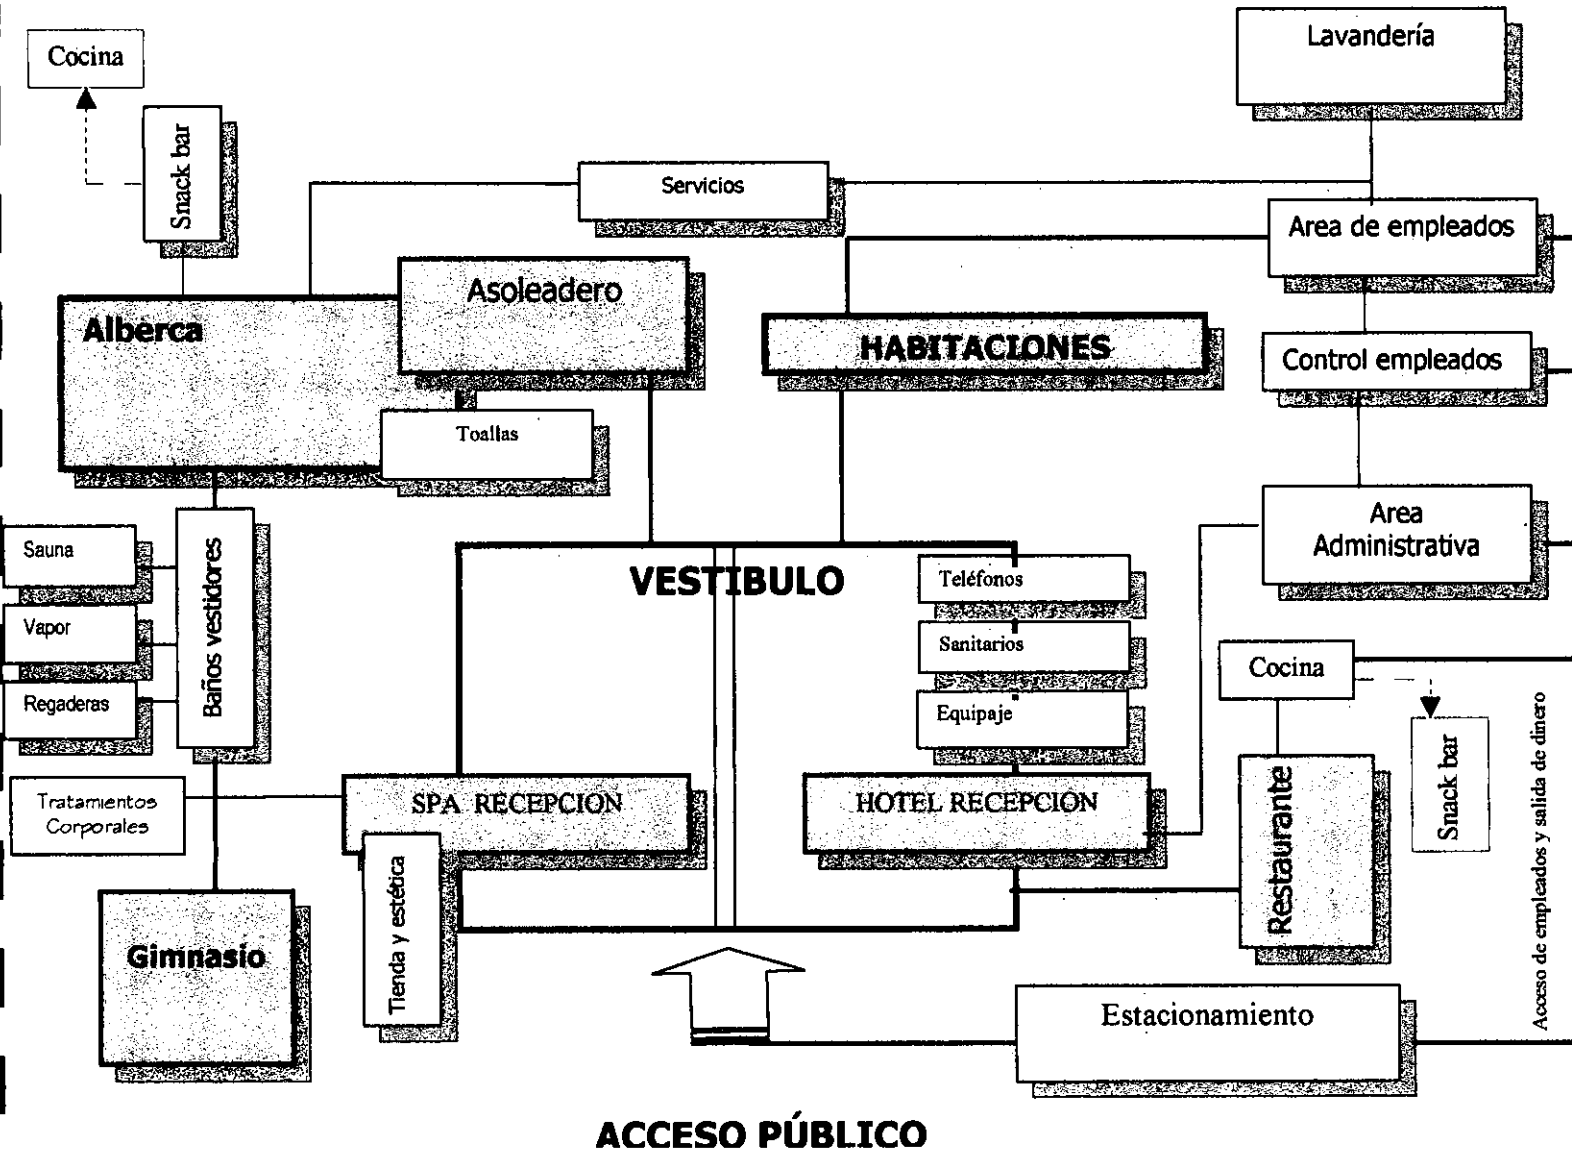 Cocina
Lavandería
Snack bar
Servicios
Area de empleados
Asoleadero
Alberca
HABITACIONES
Control empleados
Toallas
Area
Administrativa
Sauna
Vapor
Regaderas
Baños vestidores
VESTIBULO
Teléfonos
Sanitarios
Equipaje
Cocina
Snack bar
Acceso de empleados y salida de dinero
Tratamientos
Corporales
SPA RECEPCION
HOTEL RECEPCION
Restaurante
Tienda y estética
Gimnasio
Estacionamiento
ACCESO PÚBLICO